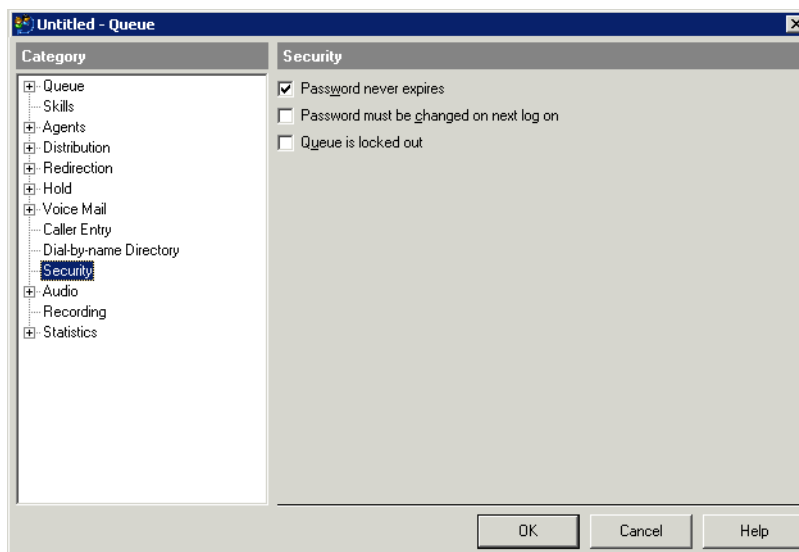 Untitled - Queue
Category
Queue
Skills
Agents
Distribution
Redirection
Hold
Voice Mail
Caller Entry
Dial-by-name Directory
Security
Audio
Recording
Statistics
Security
Password never expires
Password must be changed on next log on
Queue is locked out
OK
Cancel
Help